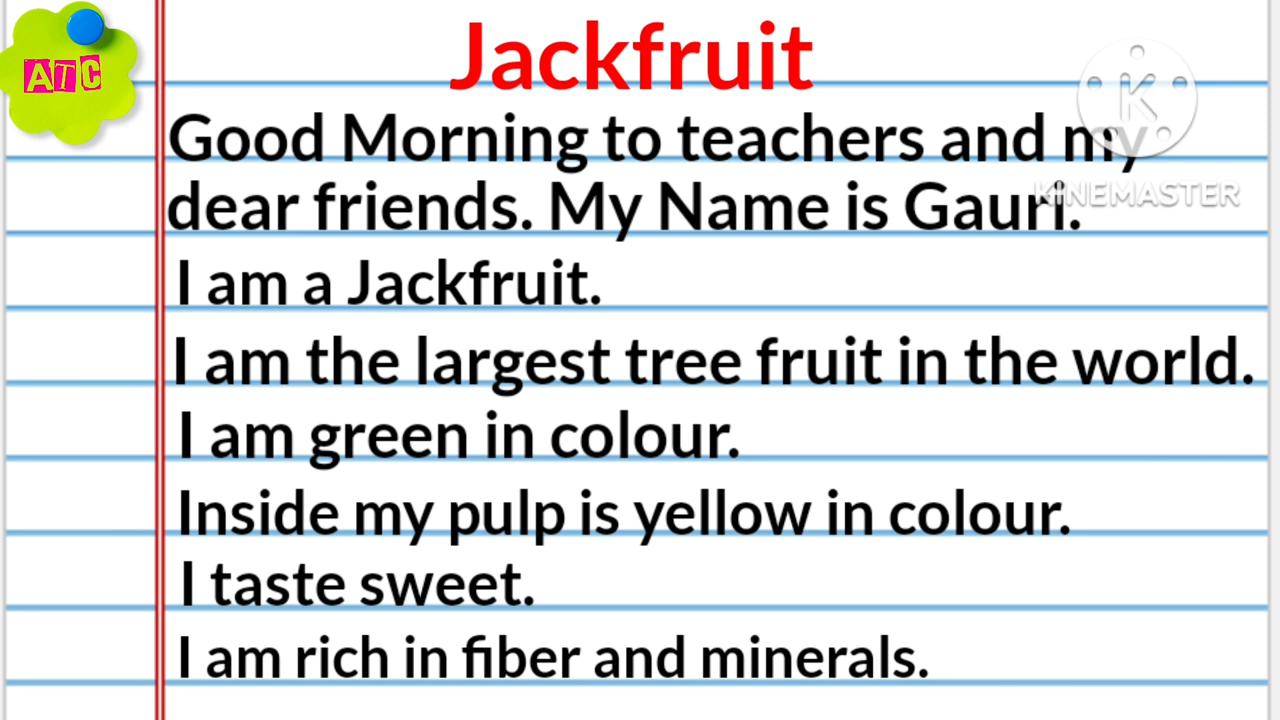 ATC
Jackfruit
K
Good Morning to teachers and my
KINEMASTER
dear friends. My Name is Gauri.
I am a Jackfruit.
I am the largest tree fruit in the world.
I am green in colour.
Inside my pulp is yellow in colour.
I taste sweet.
I am rich in fiber and minerals.